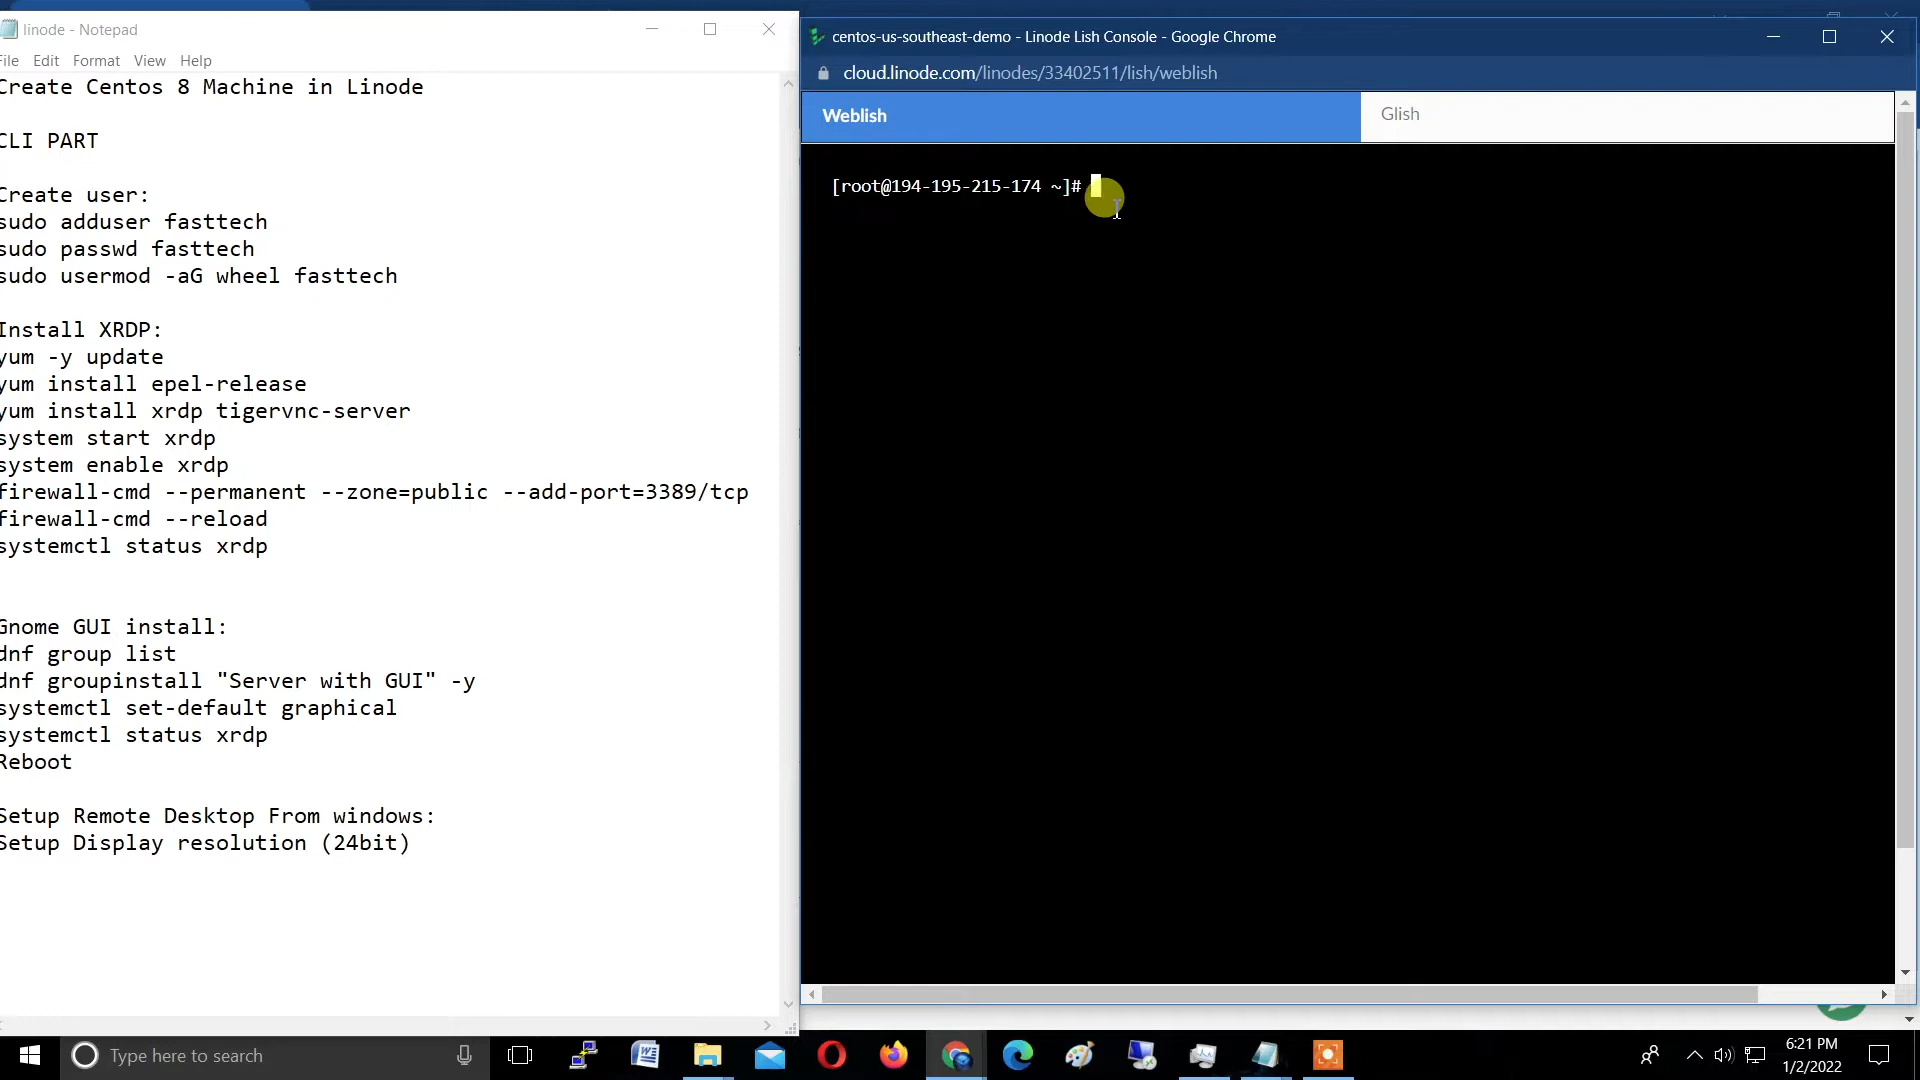 linode - Notepad
File Edit Format View Help
Create Centos 8 Machine in Linode
CLI PART
Create user:
sudo adduser fasttech
sudo passwd fasttech
sudo usermod -aG wheel fasttech
Install XRDP:
yum -y update
yum install epel-release
yum install xrdp tigervnc-server
system start xrdp
system enable xrdp
firewall-cmd --permanent --zone=public --add-port=3389/tcp
firewall-cmd --reload
systemctl status xrdp
Gnome GUI install:
dnf group list
dnf groupinstall "Server with GUI" -y
systemctl set-default graphical
systemctl status xrdp
Reboot
Setup Remote Desktop From windows:
Setup Display resolution (24bit)
centos-us-southeast-demo - Linode Lish Console - Google Chrome
cloud.linode.com/linodes/33402511/lish/weblish
Weblish
Glish
[root@194-195-215-174 ~]#
Type here to search
6:21 PM
1/2/2022